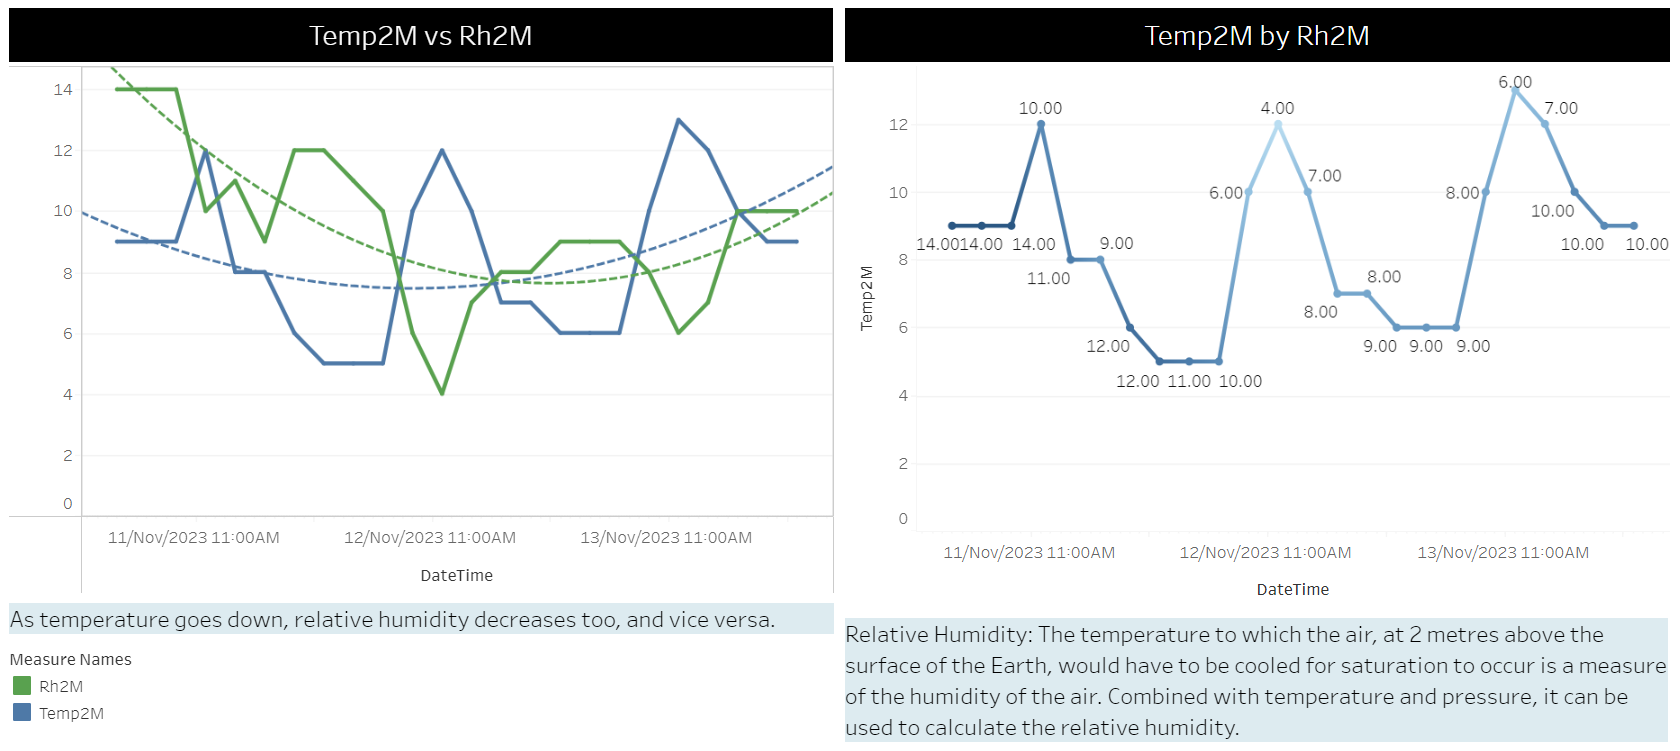 Temp2M vs Rh2M
14
12
10
8
6
4
2
0
11/Nov/2023 11:00AM
12/Nov/2023 11:00AM
13/Nov/2023 11:00AM
DateTime
As temperature goes down, relative humidity decreases too, and vice versa.
Measure Names
Rh2M
Temp2M
Temp2M by Rh2M
Temp2M
12
10
8
6
4
2
0
14.00
14.00
14.00
10.00
11.00
9.00
12.00
12.00
11.00
10.00
6.00
4.00
7.00
8.00
8.00
9.00
9.00
9.00
8.00
6.00
7.00
10.00
10.00
10.00
11/Nov/2023 11:00AM
12/Nov/2023 11:00AM
13/Nov/2023 11:00AM
DateTime
Relative Humidity: The temperature to which the air, at 2 metres above the
surface of the Earth, would have to be cooled for saturation to occur is a measure
of the humidity of the air. Combined with temperature and pressure, it can be
used to calculate the relative humidity.